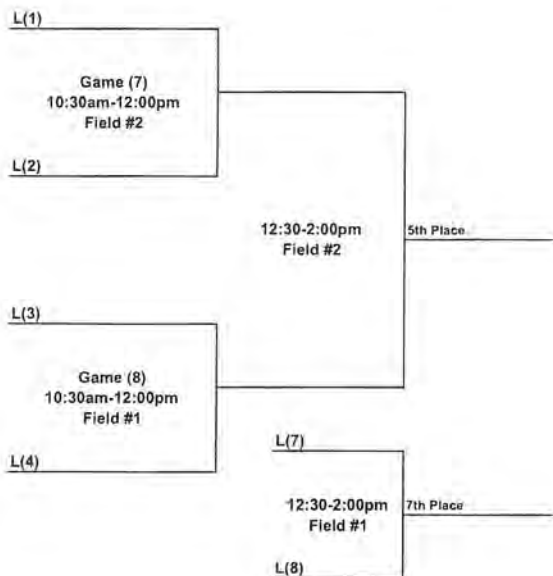 L(1)
Game (7)
10:30am-12:00pm
Field #2
L(2)
12:30-2:00pm
Field #2
5th Place
L(3)
Game (8)
10:30am-12:00pm
Field #1
L(4)
L(7)
12:30-2:00pm
Field #1
7th Place
L(8)